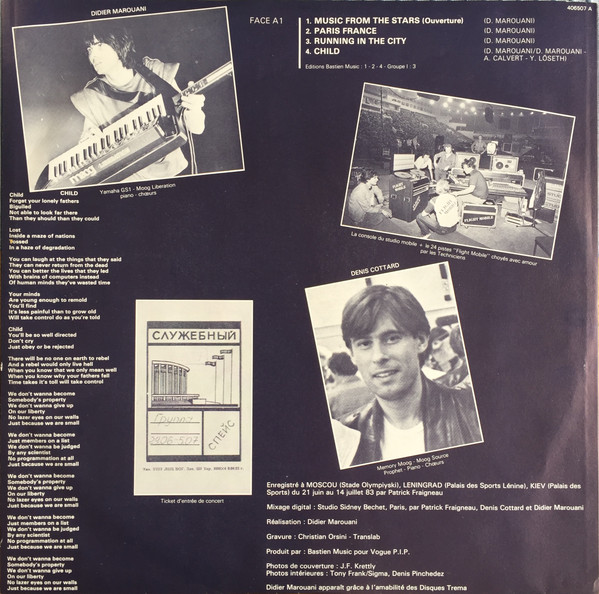 DIDIER MAROUANI
406507 A
FACE A1
1. MUSIC FROM THE STARS (Ouverture) (D. MAROUANI)
2. PARIS FRANCE (D. MAROUANI)
3. RUNNING IN THE CITY (D. MAROUANI)
4. CHILD (D. MAROUANI/D. MAROUANI -
A. CALVERT - Y. LÖSETH)
Editions Bastien Music : 1 - 2 - 4 - Groupe I : 3
moog
Yamaha GS1 - Moog Liberation
piano - chœurs
FLIGHT MOBILE
La console du studio mobile + le 24 pistes "Flight Mobile" choyés avec amour
par les Techniciens
CHILD
Child
Forget your lonely fathers
Biguiled
Not able to look far there
Than they should than they could
Lost
Inside a maze of nations
Tossed
In a haze of degradation
You can laugh at the things that they said
They can never return from the dead
You can better the lives that they led
With brains of computers instead
Of human minds they've wasted time
Your minds
Are young enough to remold
You'll find
It's less painful than to grow old
Will take control do as you're told
Child
You'll be so well directed
Don't cry
Just obey or be rejected
There will be no one on earth to rebel
And a rebel would only live hell
When you know that we only mean well
When you know why your fathers fell
Time takes it's toll will take control
We don't wanna become
Somebody's property
We don't wanna give up
On our liberty
No lazer eyes on our walls
Just because we are small
We don't wanna become
Just members on a list
We don't wanna be judged
By any scientist
No programmation at all
Just because we are small
We don't wanna become
Somebody's property
We don't wanna give up
On our liberty
No lazer eyes on our walls
Just because we are small
We don't wanna become
Just members on a list
We don't wanna be judged
By any scientist
No programmation at all
Just because we are small
We don't wanna become
Somebody's property
We don't wanna give up
On our liberty
No lazer eyes on our walls
Just because we are small
СЛУЖЕБНЫЙ
Группа
СПЕЙС
Ticket d'entrée de concert
DENIS COTTARD
Memory Moog - Moog Source
Prophet - Piano - Chœurs
Enregistré à MOSCOU (Stade Olympiyski), LENINGRAD (Palais des Sports Lénine), KIEV (Palais des
Sports) du 21 juin au 14 juillet 83 par Patrick Fraigneau
Mixage digital : Studio Sidney Bechet, Paris, par Patrick Fraigneau, Denis Cottard et Didier Marouani
Réalisation : Didier Marouani
Gravure : Christian Orsini - Translab
Produit par : Bastien Music pour Vogue P.I.P.
Photos de couverture : J.F. Krettly
Photos intérieures : Tony Frank/Sigma, Denis Pinchedez
Didier Marouani apparaît grâce à l'amabilité des Disques Trema